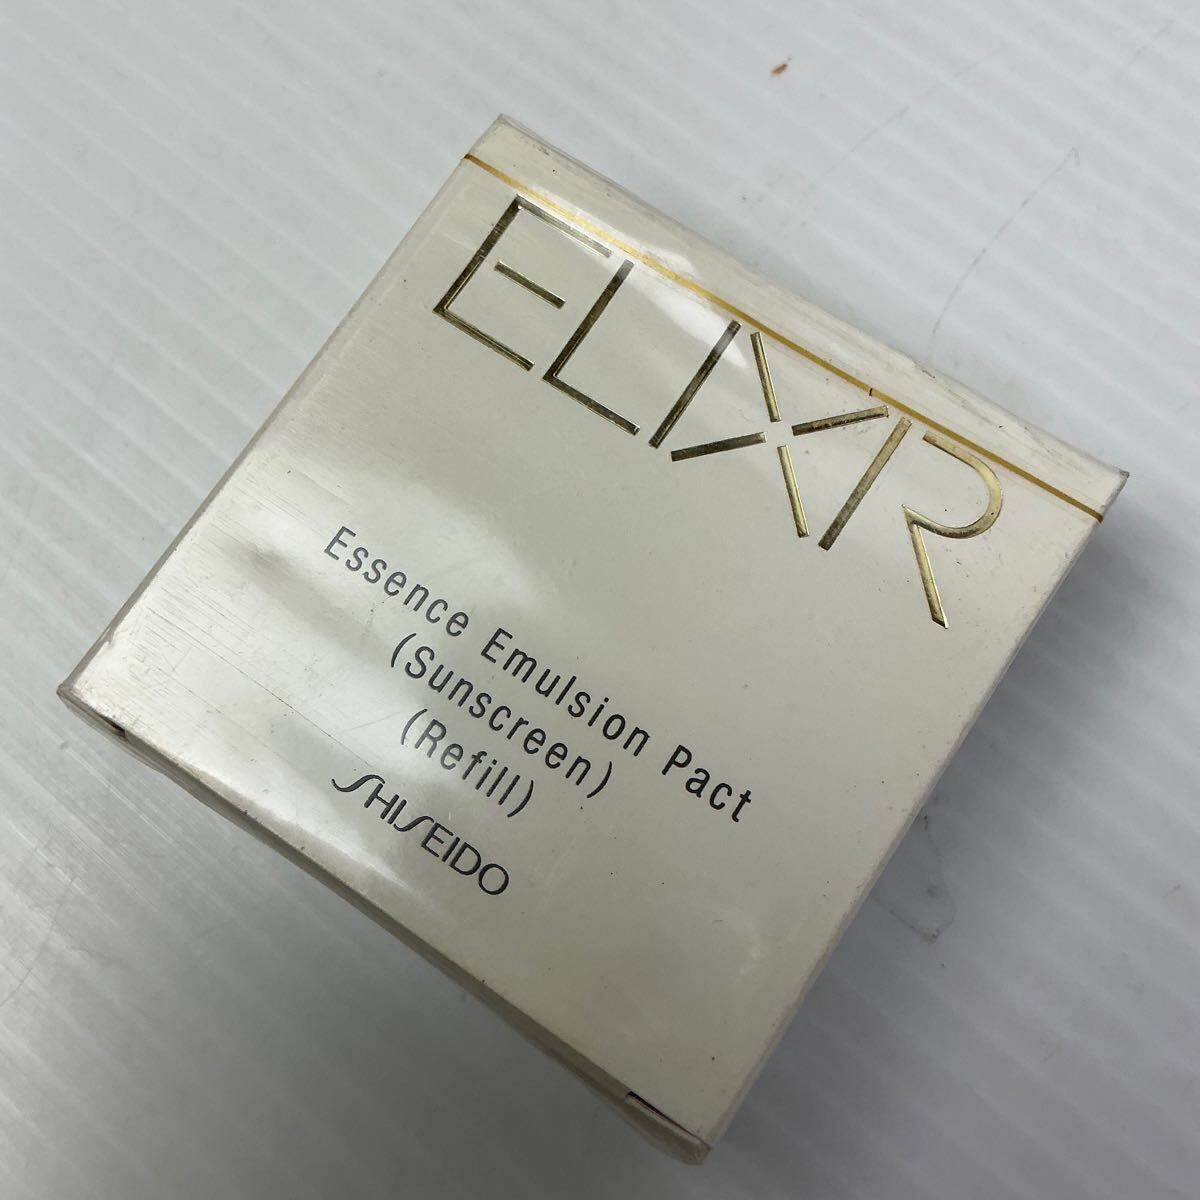 ELIXIR
Essence Emulsion Pact
(Sunscreen)
(Refill)
SHISEIDO